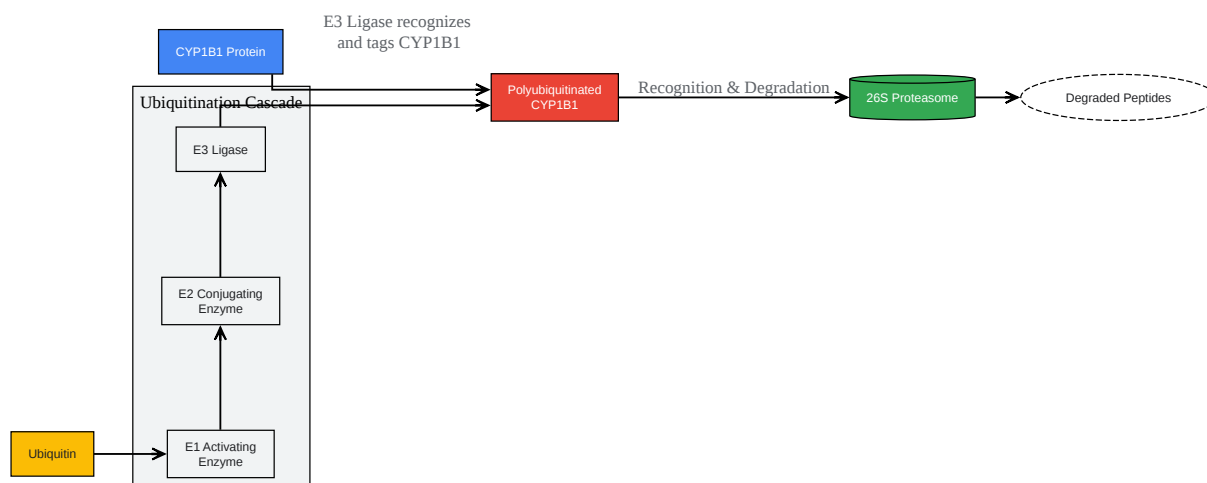 E3 Ligase recognizes
and tags CYP1B1
CYP1B1 Protein
Polyubiquitinated
CYP1B1
Recognition & Degradation
26S Proteasome
Degraded Peptides
Ubiquitination Cascade
E3 Ligase
E2 Conjugating
Enzyme
E1 Activating
Enzyme
Ubiquitin